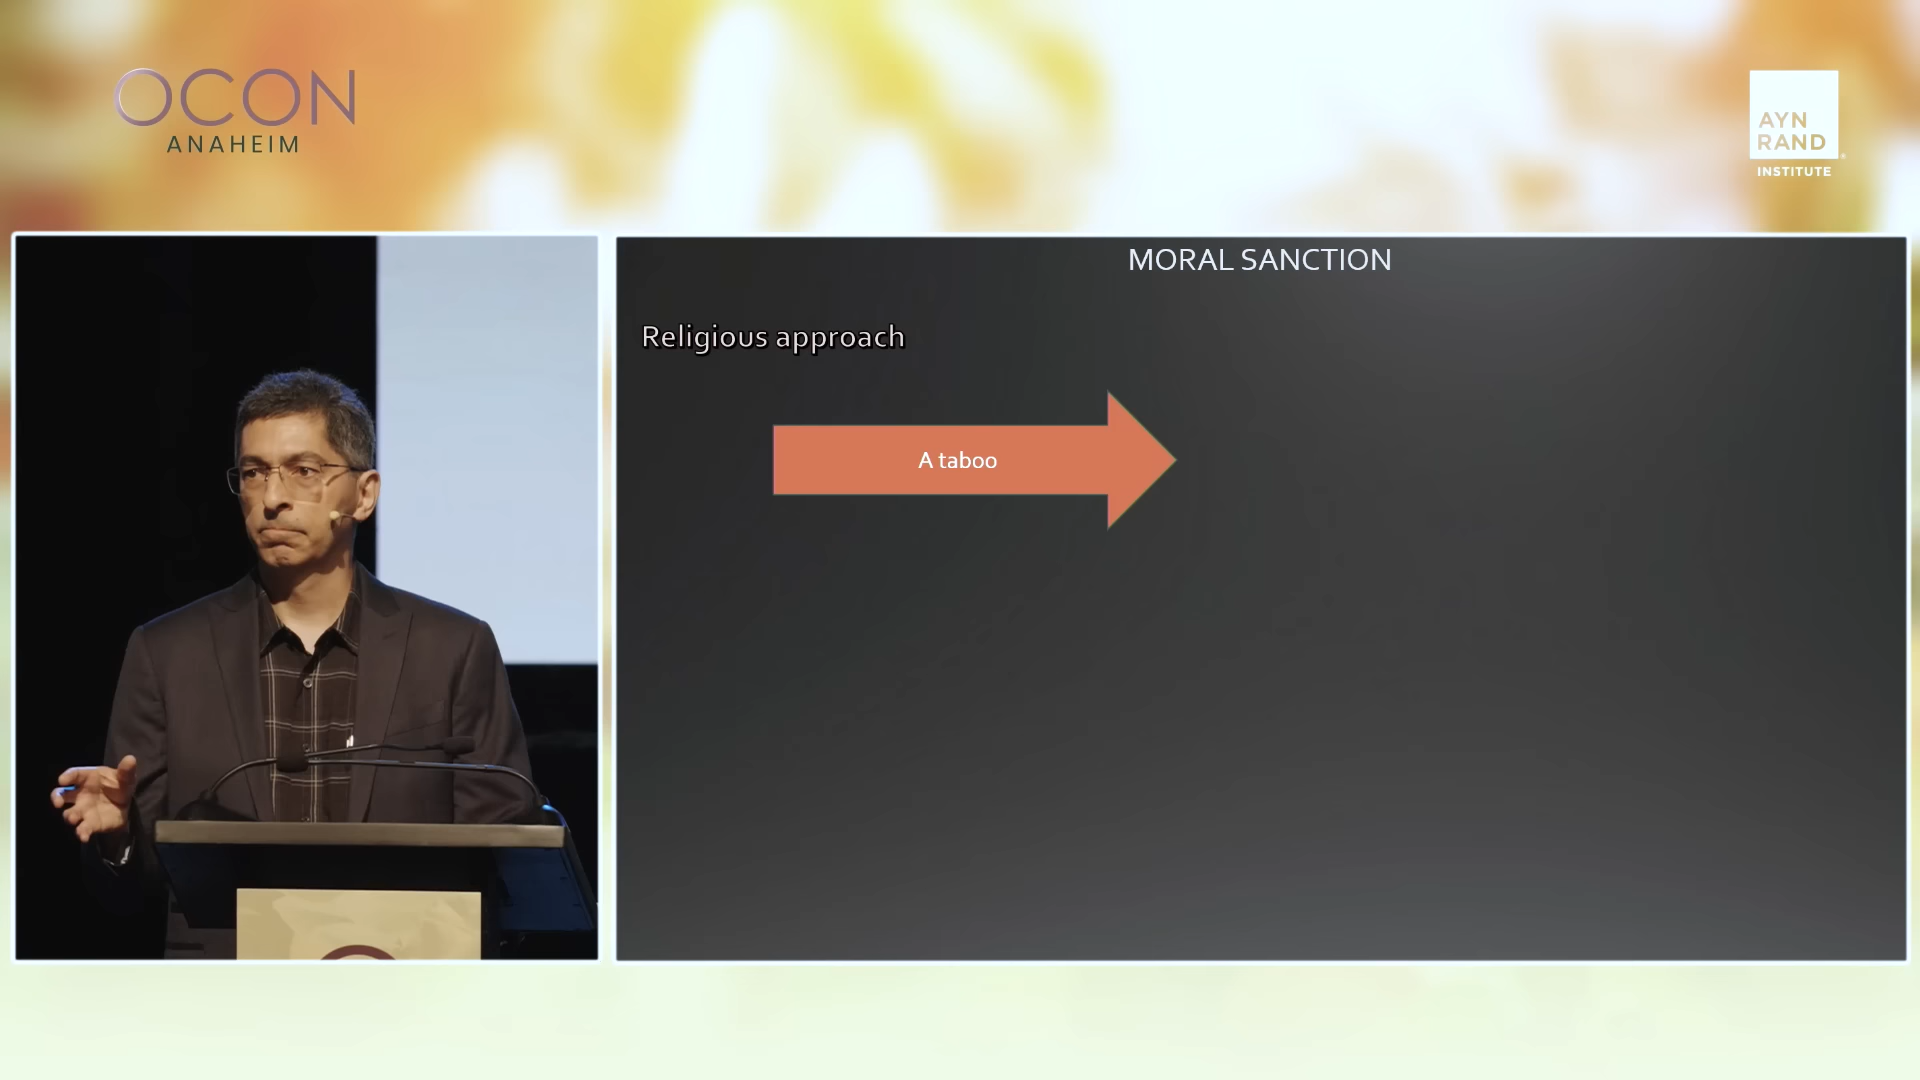 OCON
ANAHEIM
AYN
RAND
INSTITUTE
MORAL SANCTION
Religious approach
A taboo